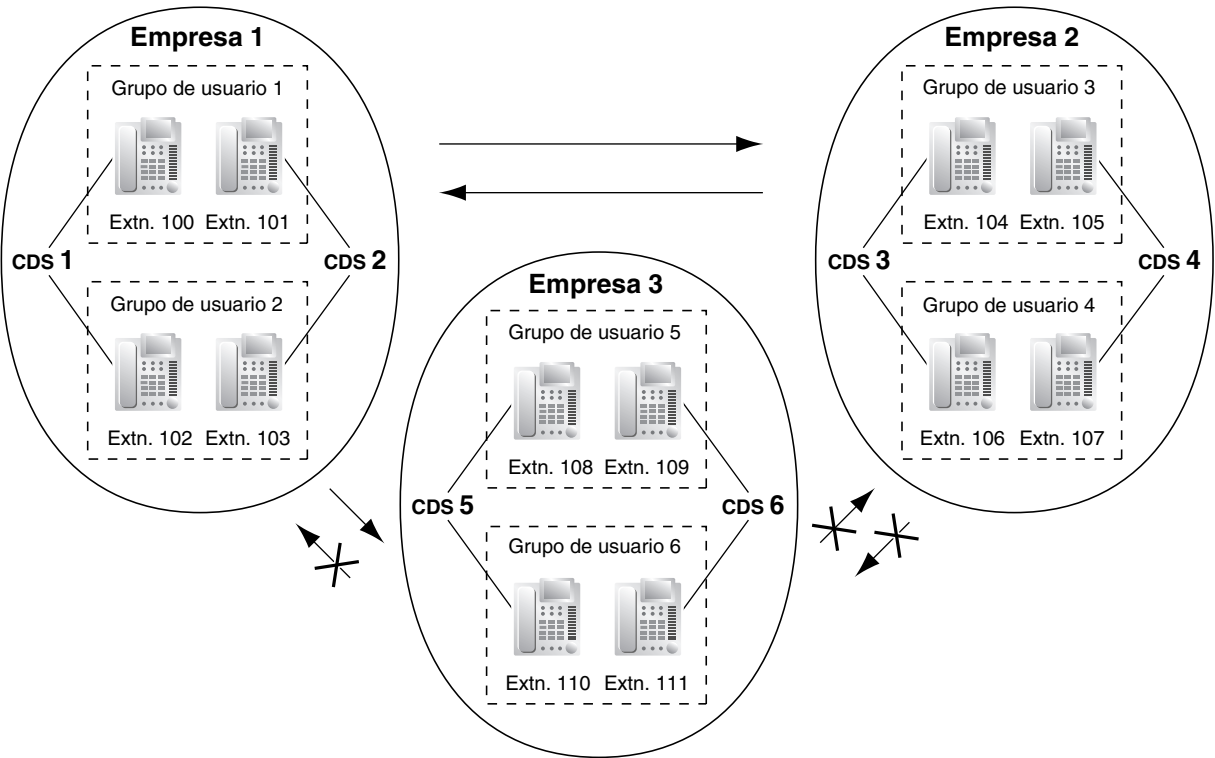 Empresa 1
Grupo de usuario 1
Extn. 100 Extn. 101
CDS 1 CDS 2
Grupo de usuario 2
Extn. 102 Extn. 103
Empresa 2
Grupo de usuario 3
Extn. 104 Extn. 105
CDS 3 CDS 4
Grupo de usuario 4
Extn. 106 Extn. 107
Empresa 3
Grupo de usuario 5
Extn. 108 Extn. 109
CDS 5 CDS 6
Grupo de usuario 6
Extn. 110 Extn. 111